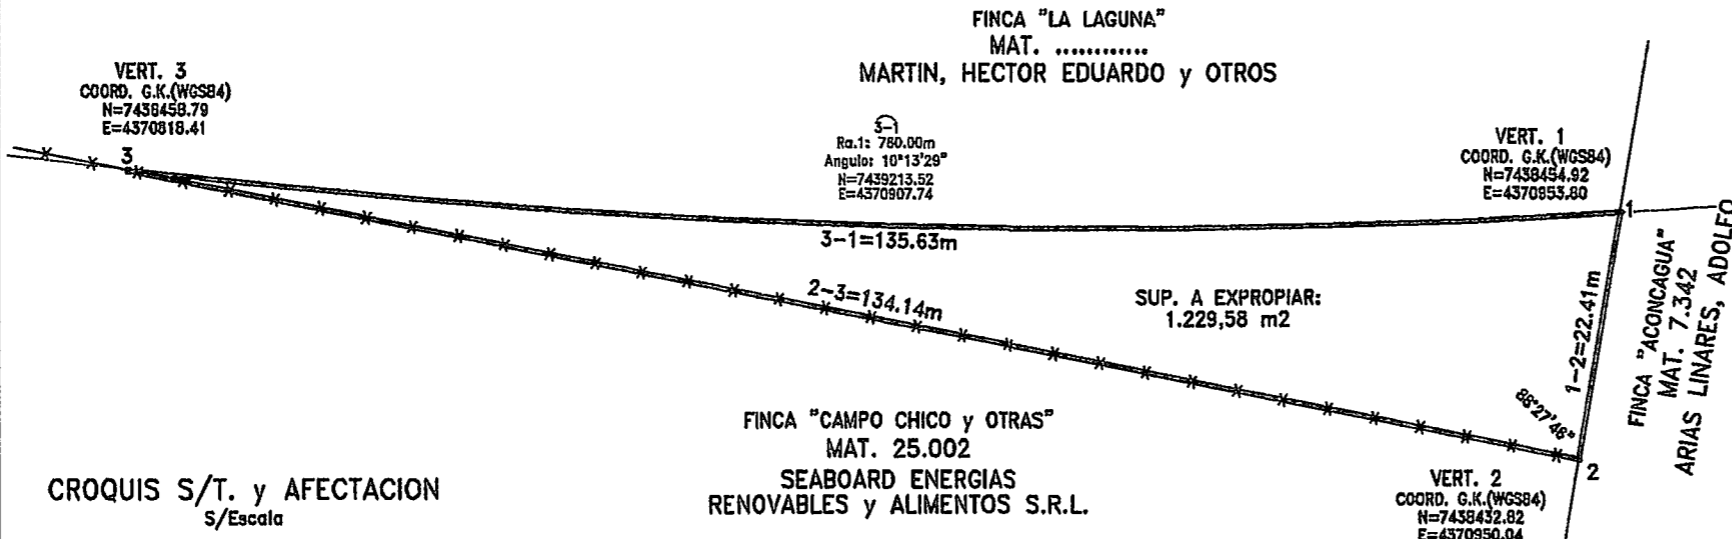 FINCA "LA LAGUNA"
MAT. ............
MARTIN, HECTOR EDUARDO y OTROS
VERT. 3
COORD. G.K.(WGS84)
N=7438458.79
E=4370818.41
3
3-1
Ra.1: 760.00m
Angulo: 10°13'29"
N=7439213.52
E=4370907.74
VERT. 1
COORD. G.K.(WGS84)
N=7438454.92
E=4370953.80
1
3-1=135.63m
2-3=134.14m
SUP. A EXPROPIAR:
1.229,58 m2
1-2=22.41m
88°27'46"
FINCA "ACONCAGUA"
MAT. 7.342
ARIAS LINARES, ADOLFO
FINCA "CAMPO CHICO y OTRAS"
MAT. 25.002
SEABOARD ENERGIAS
RENOVABLES y ALIMENTOS S.R.L.
2
VERT. 2
COORD. G.K.(WGS84)
N=7438432.82
E=4370950.04
CROQUIS S/T. y AFECTACION
S/Escala